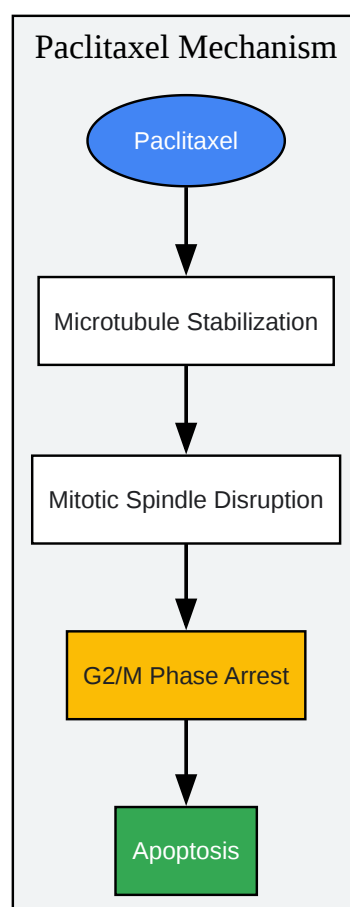 Paclitaxel Mechanism
Paclitaxel
Microtubule Stabilization
Mitotic Spindle Disruption
G2/M Phase Arrest
Apoptosis